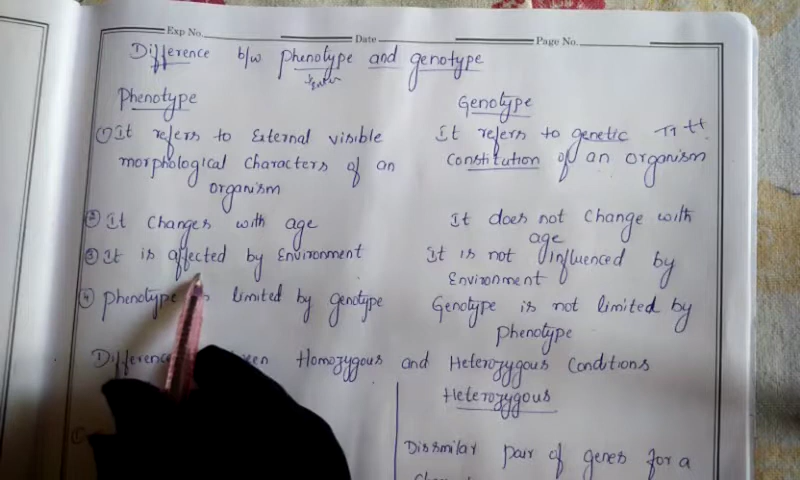 Exp No. Date Page No.
Difference b/w phenotype and genotype
Phenotype Genotype
① It refers to External visible It refers to genetic TT tt
morphological characters of an constitution of an organism
organism
② It changes with age It does not change with
age
③ It is affected by Environment It is not influenced by
Environment
④ Phenotype limited by genotype Genotype is not limited by
Phenotype
Homozygous and Heterozygous Conditions
Heterozygous
Dissimilar pair of genes for a